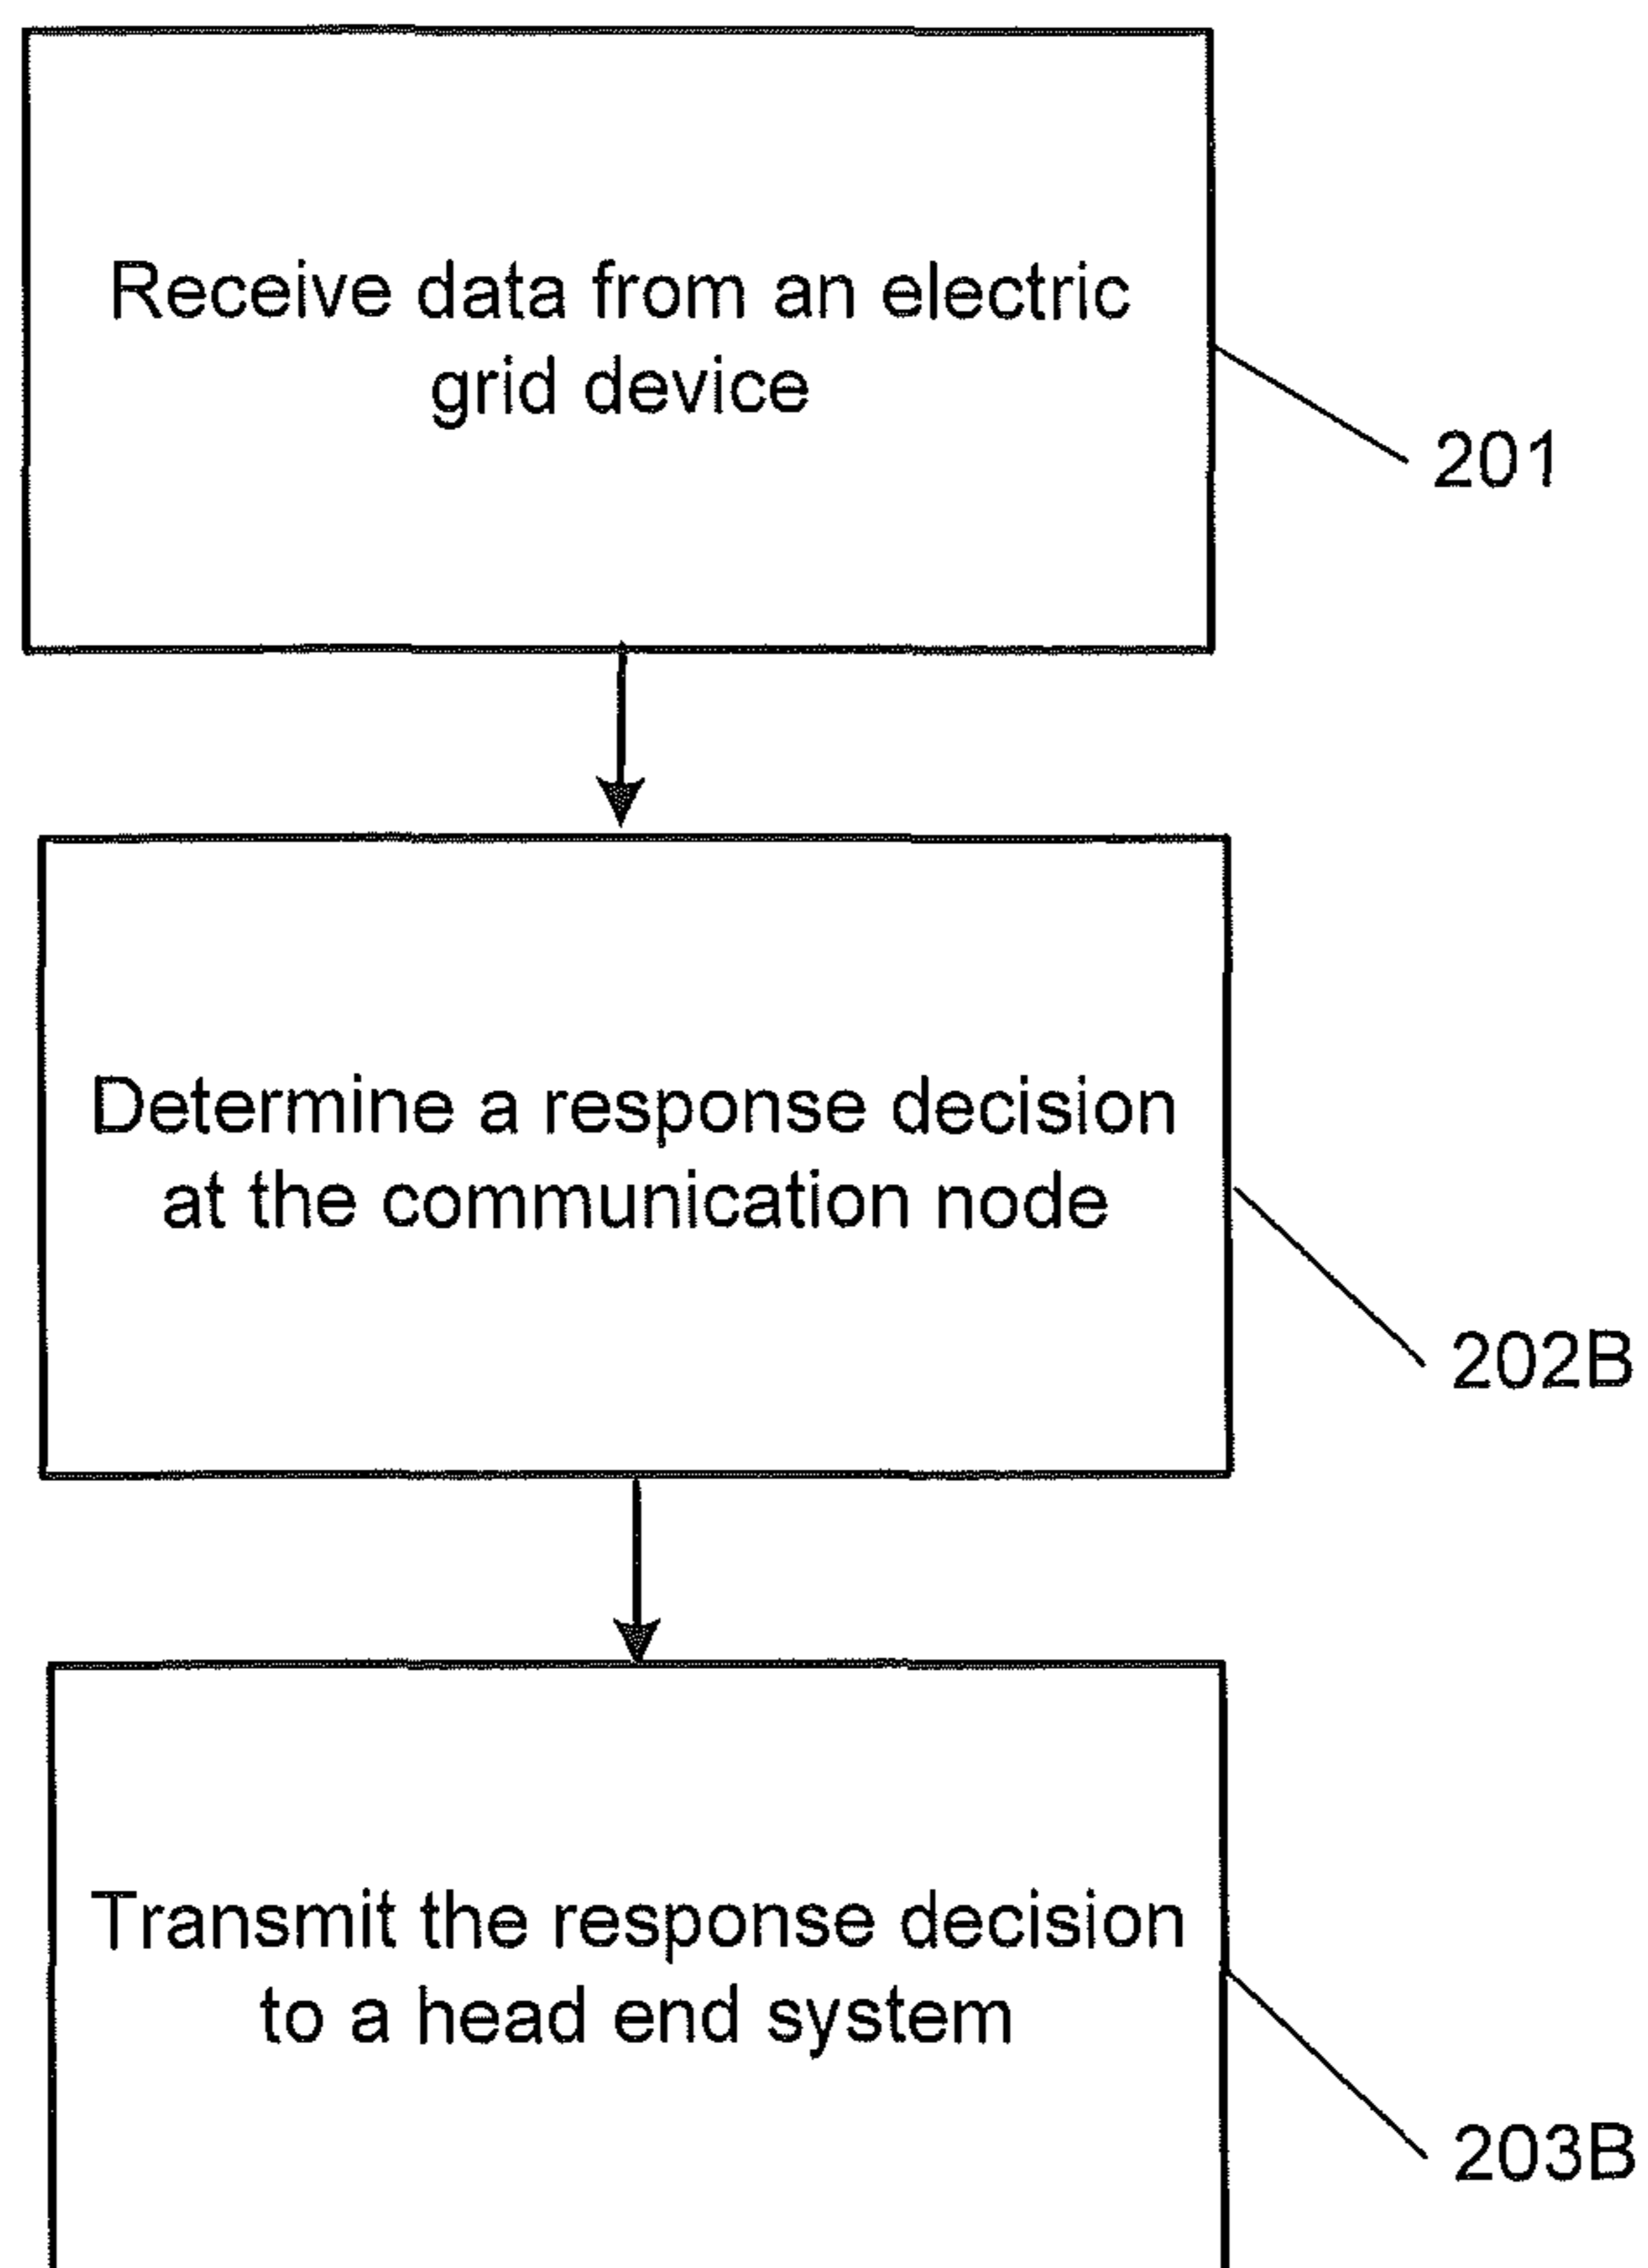 Receive data from an electric
grid device
201
Determine a response decision
at the communication node
202B
Transmit the response decision
to a head end system
203B